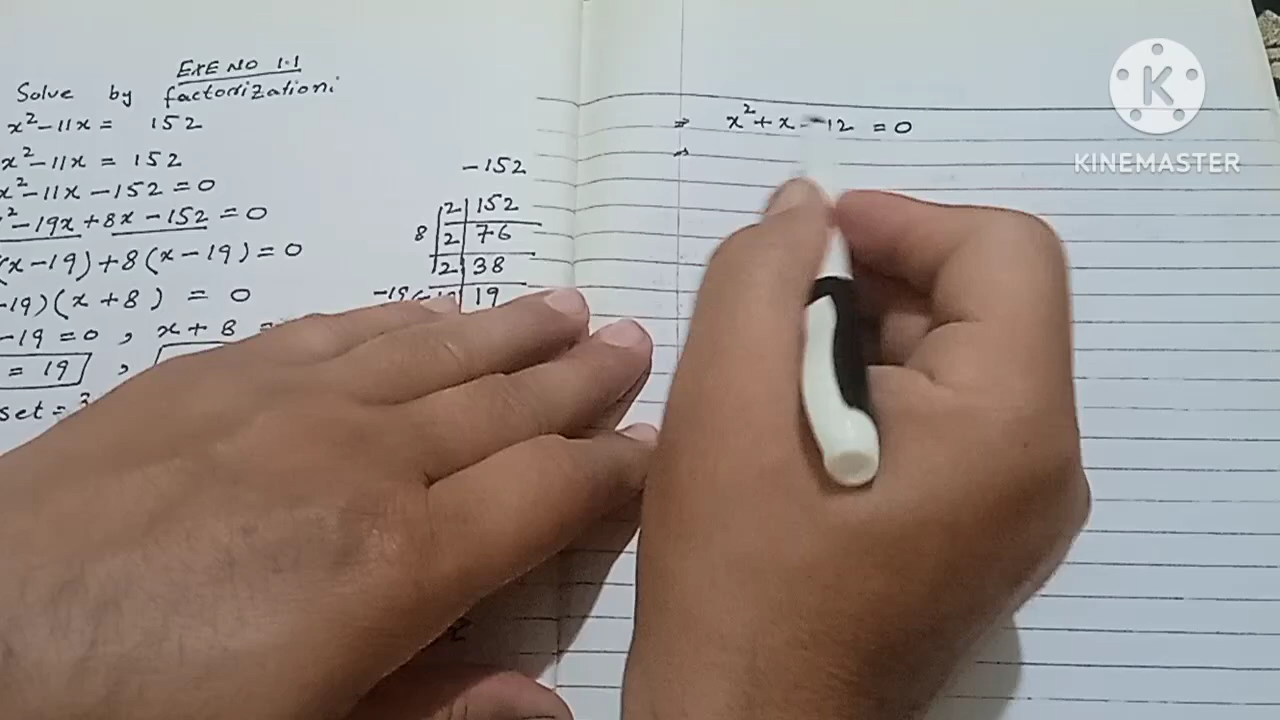 EXE NO 1.1
Solve by factorization:
x² - 11x = 152
x² - 11x = 152
x² - 11x - 152 = 0
² - 19x + 8x - 152 = 0
(x - 19) + 8(x - 19) = 0
-19)(x + 8) = 0
-19 = 0 , x + 8 =
= 19 ,
set =
-152
2 | 152
8 2 | 76
2 | 38
-19 19
⇒ x² + x - 12 = 0
⇒
K
KINEMASTER